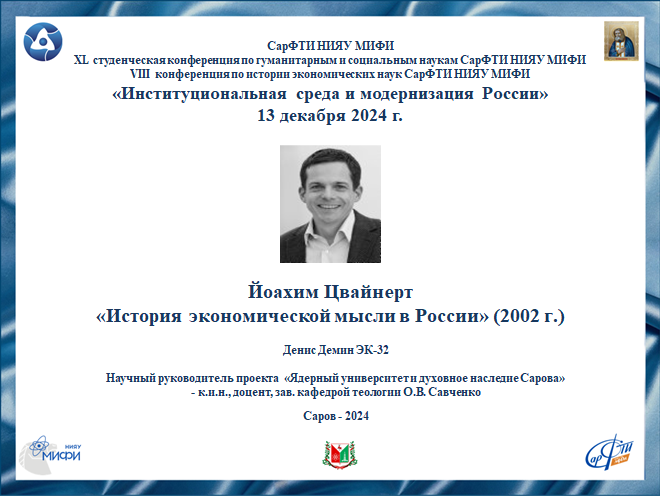 СарФТИ НИЯУ МИФИ
XL студенческая конференция по гуманитарным и социальным наукам СарФТИ НИЯУ МИФИ
VIII конференция по истории экономических наук СарФТИ НИЯУ МИФИ
«Институциональная среда и модернизация России»
13 декабря 2024 г.
Йоахим Цвайнерт
«История экономической мысли в России» (2002 г.)
Денис Демин ЭК-32
Научный руководитель проекта «Ядерный университет и духовное наследие Сарова»
- к.и.н., доцент, зав. кафедрой теологии О.В. Савченко
Саров - 2024
НИЯУ
МИФИ
СарФТИ